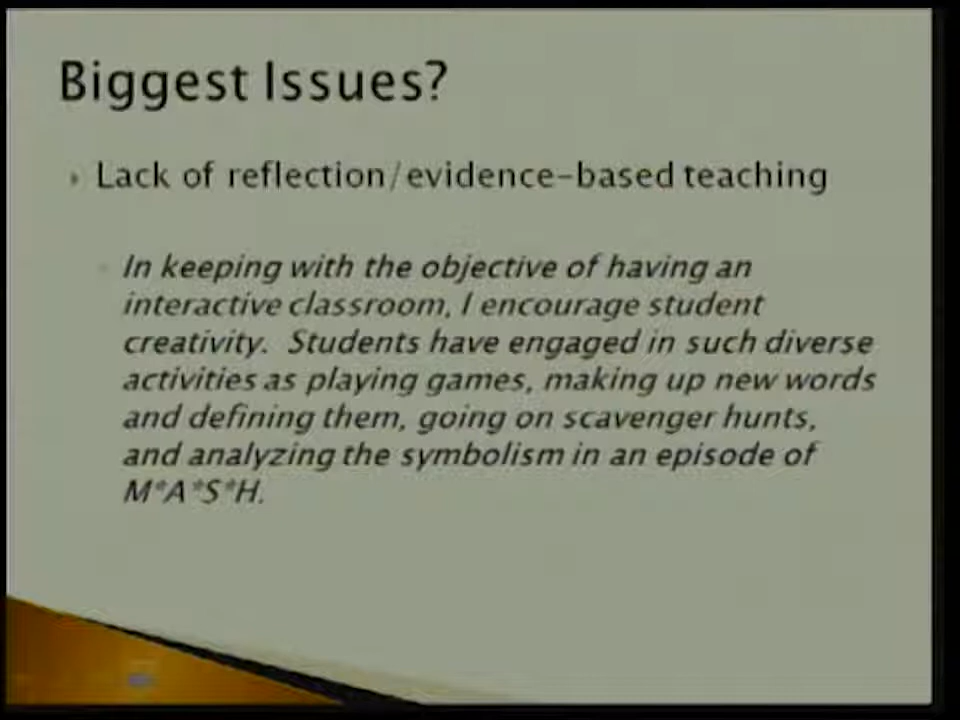 Biggest Issues?
Lack of reflection/evidence-based teaching
In keeping with the objective of having an
interactive classroom, I encourage student
creativity. Students have engaged in such diverse
activities as playing games, making up new words
and defining them, going on scavenger hunts,
and analyzing the symbolism in an episode of
M*A*S*H.